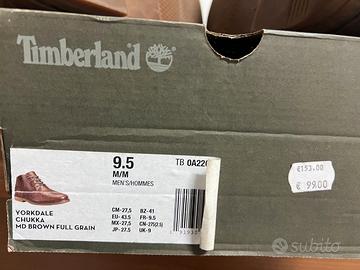 Timberland
9.5
M/M
MEN'S/HOMMES
TB 0A220
YORKDALE
CHUKKA
MD BROWN FULL GRAIN
CM-27,5 BZ-41
EU-43.5 FR-9.5
MX-27,5 CN-27(2.5)
JP-27.5 UK-9
€153.00
€ 99.00
subito